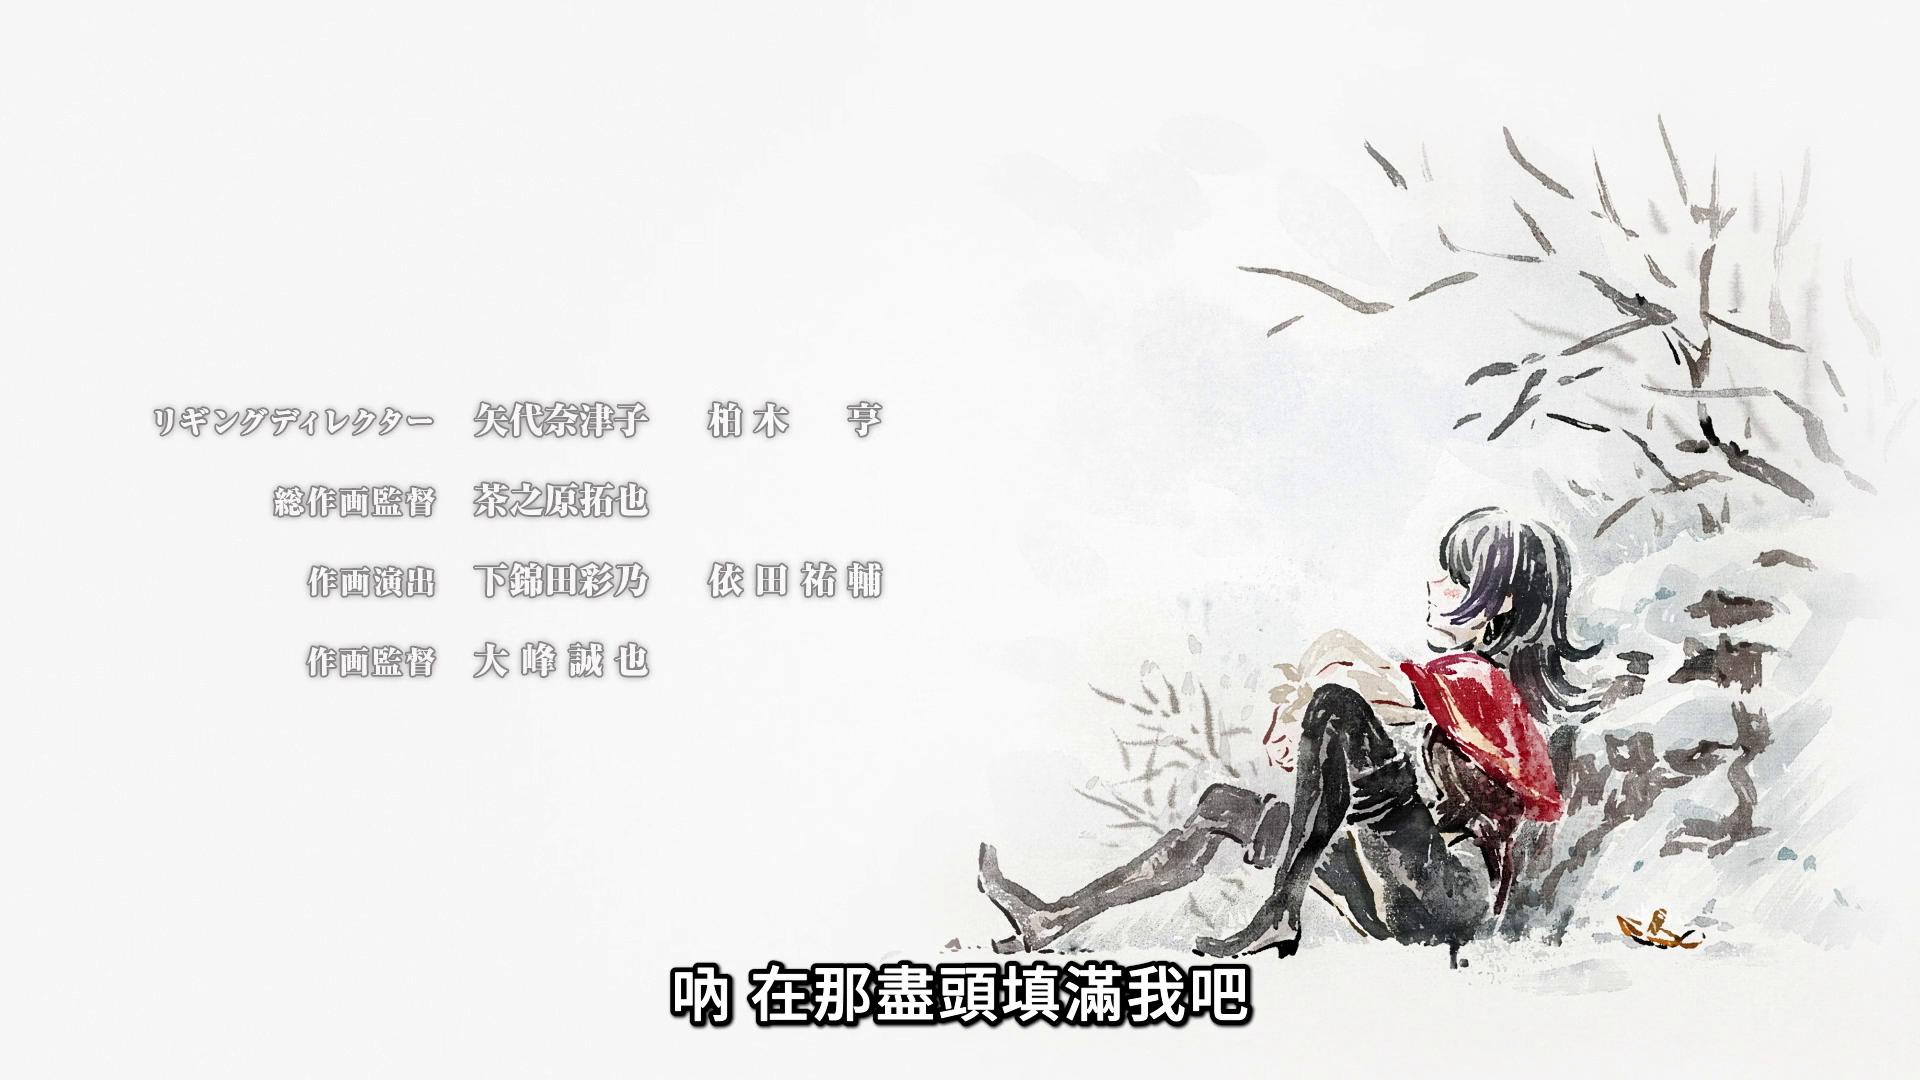 リギングディレクター 矢代奈津子 柏木 亨
総作画監督 茶之原拓也
作画演出 下錦田彩乃 依田祐輔
作画監督 大峰誠也
吶 在那盡頭填滿我吧